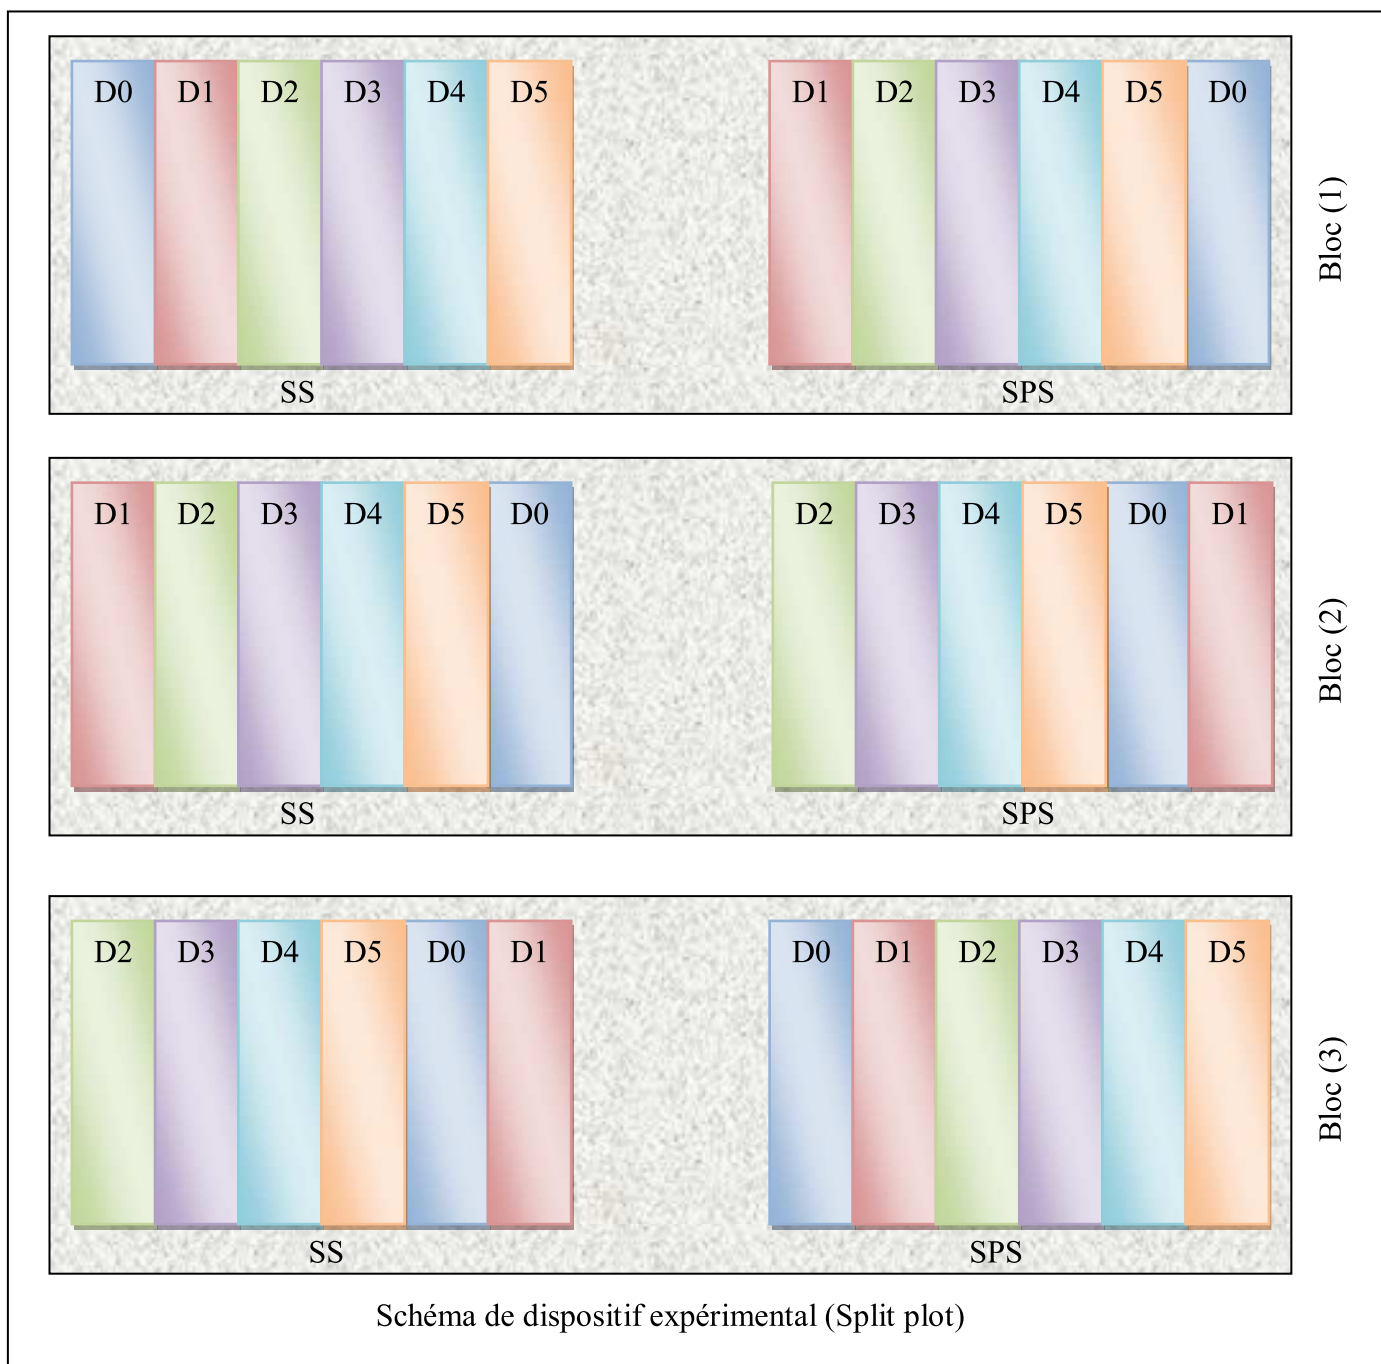 D0 D1 D2 D3 D4 D5 D1 D2 D3 D4 D5 D0
SS SPS
Bloc (1)
D1 D2 D3 D4 D5 D0 D2 D3 D4 D5 D0 D1
SS SPS
Bloc (2)
D2 D3 D4 D5 D0 D1 D0 D1 D2 D3 D4 D5
SS SPS
Bloc (3)
Schéma de dispositif expérimental (Split plot)